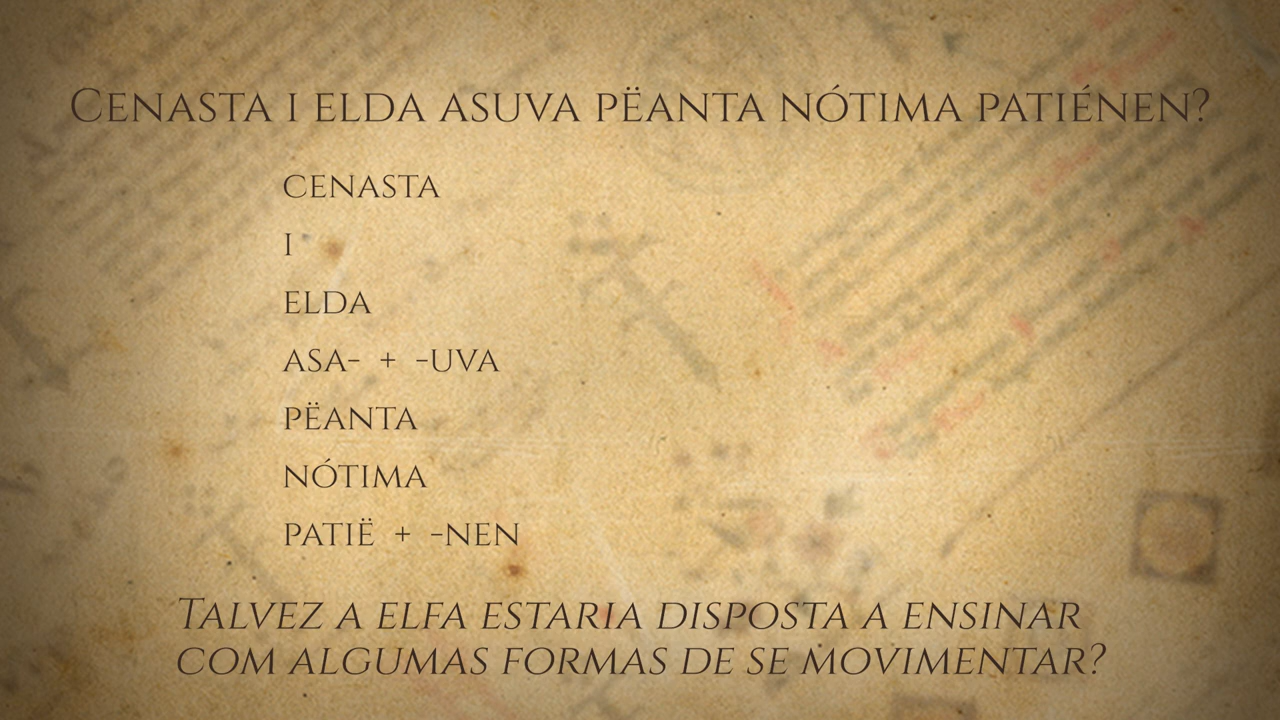 Cenasta i elda asuva pëanta nótima patiénen?
cenasta
i
elda
asa- + -uva
pëanta
nótima
patië + -nen
Talvez a elfa estaria disposta a ensinar
com algumas formas de se movimentar?